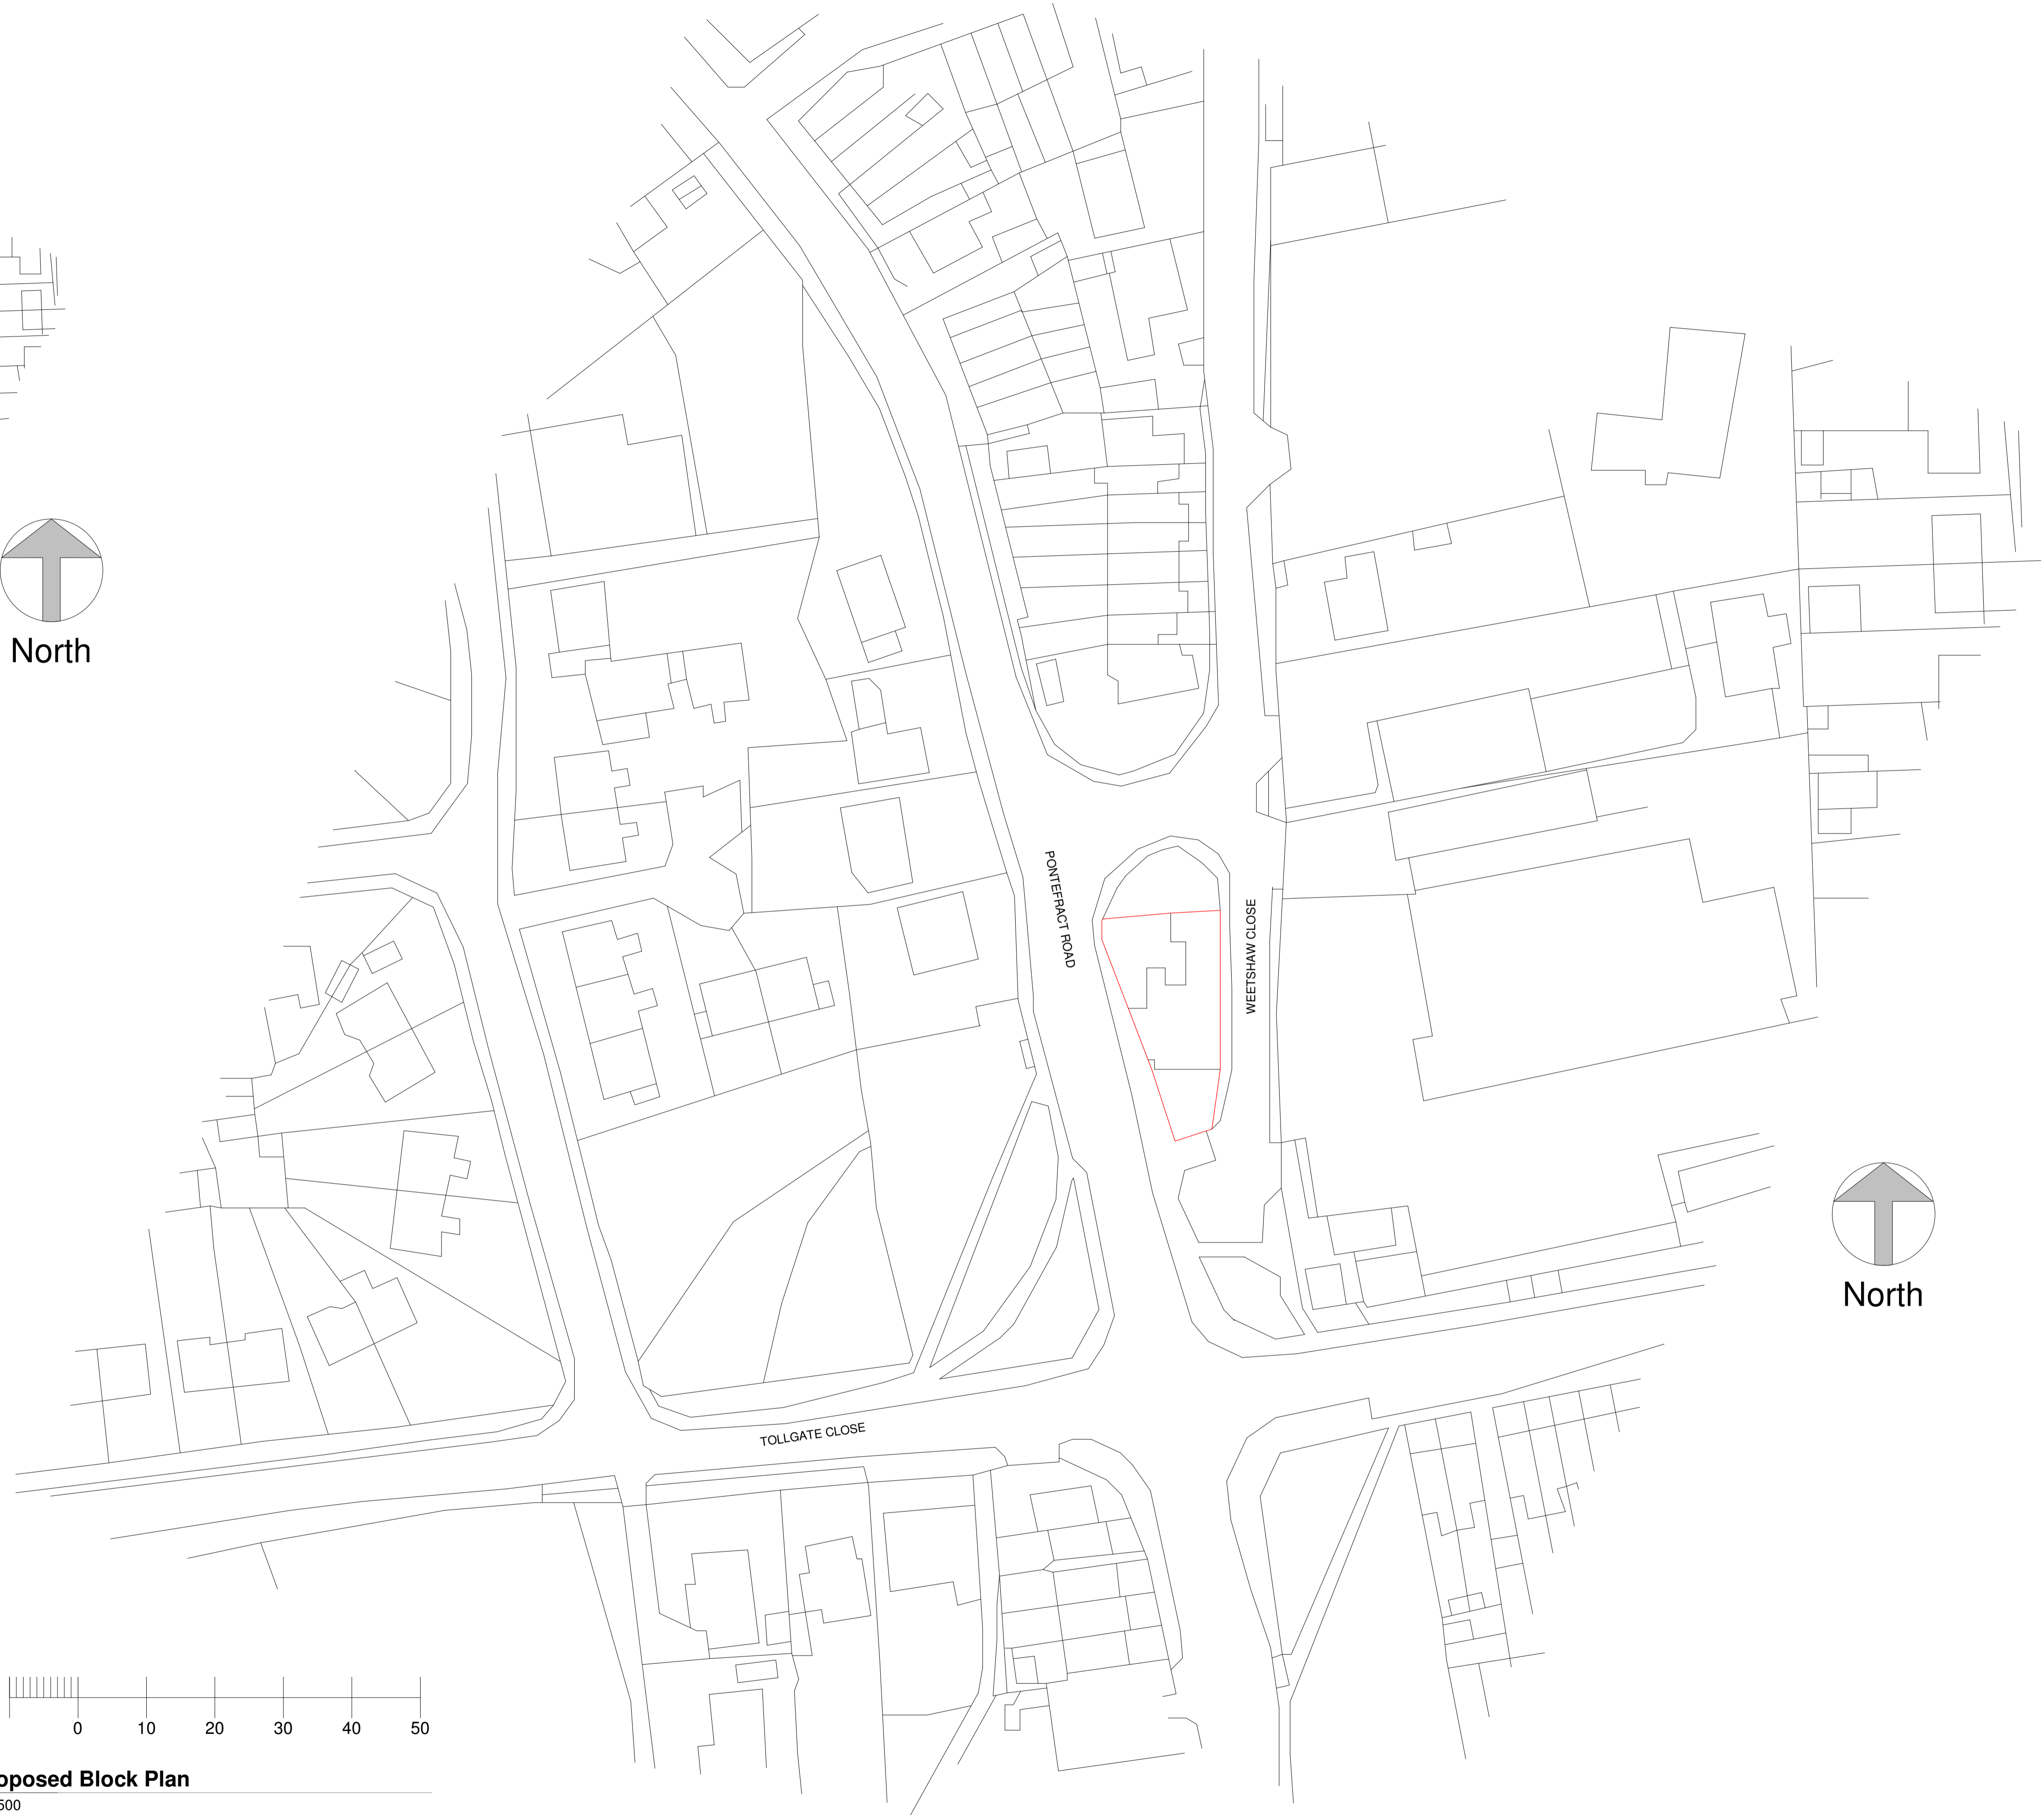 North
PONTEFRACT ROAD
WEETSHAW CLOSE
North
TOLLGATE CLOSE
0 10 20 30 40 50
oposed Block Plan
500